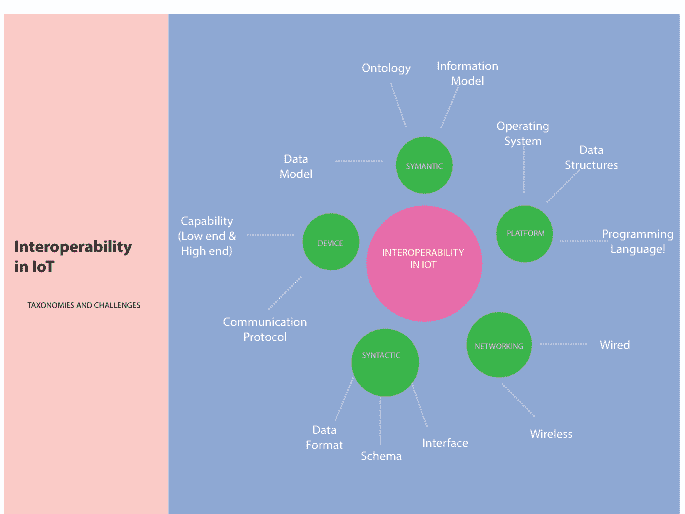 Interoperability
in IoT
TAXONOMIES AND CHALLENGES
Ontology
Information
Model
Data
Model
SYMANTIC
Operating
System
Data
Structures
PLATFORM
Programming
Language!
Capability
(Low end &
High end)
DEVICE
Communication
Protocol
INTEROPERABILITY
IN IOT
SYNTACTIC
Data
Format
Schema
Interface
NETWORKING
Wired
Wireless